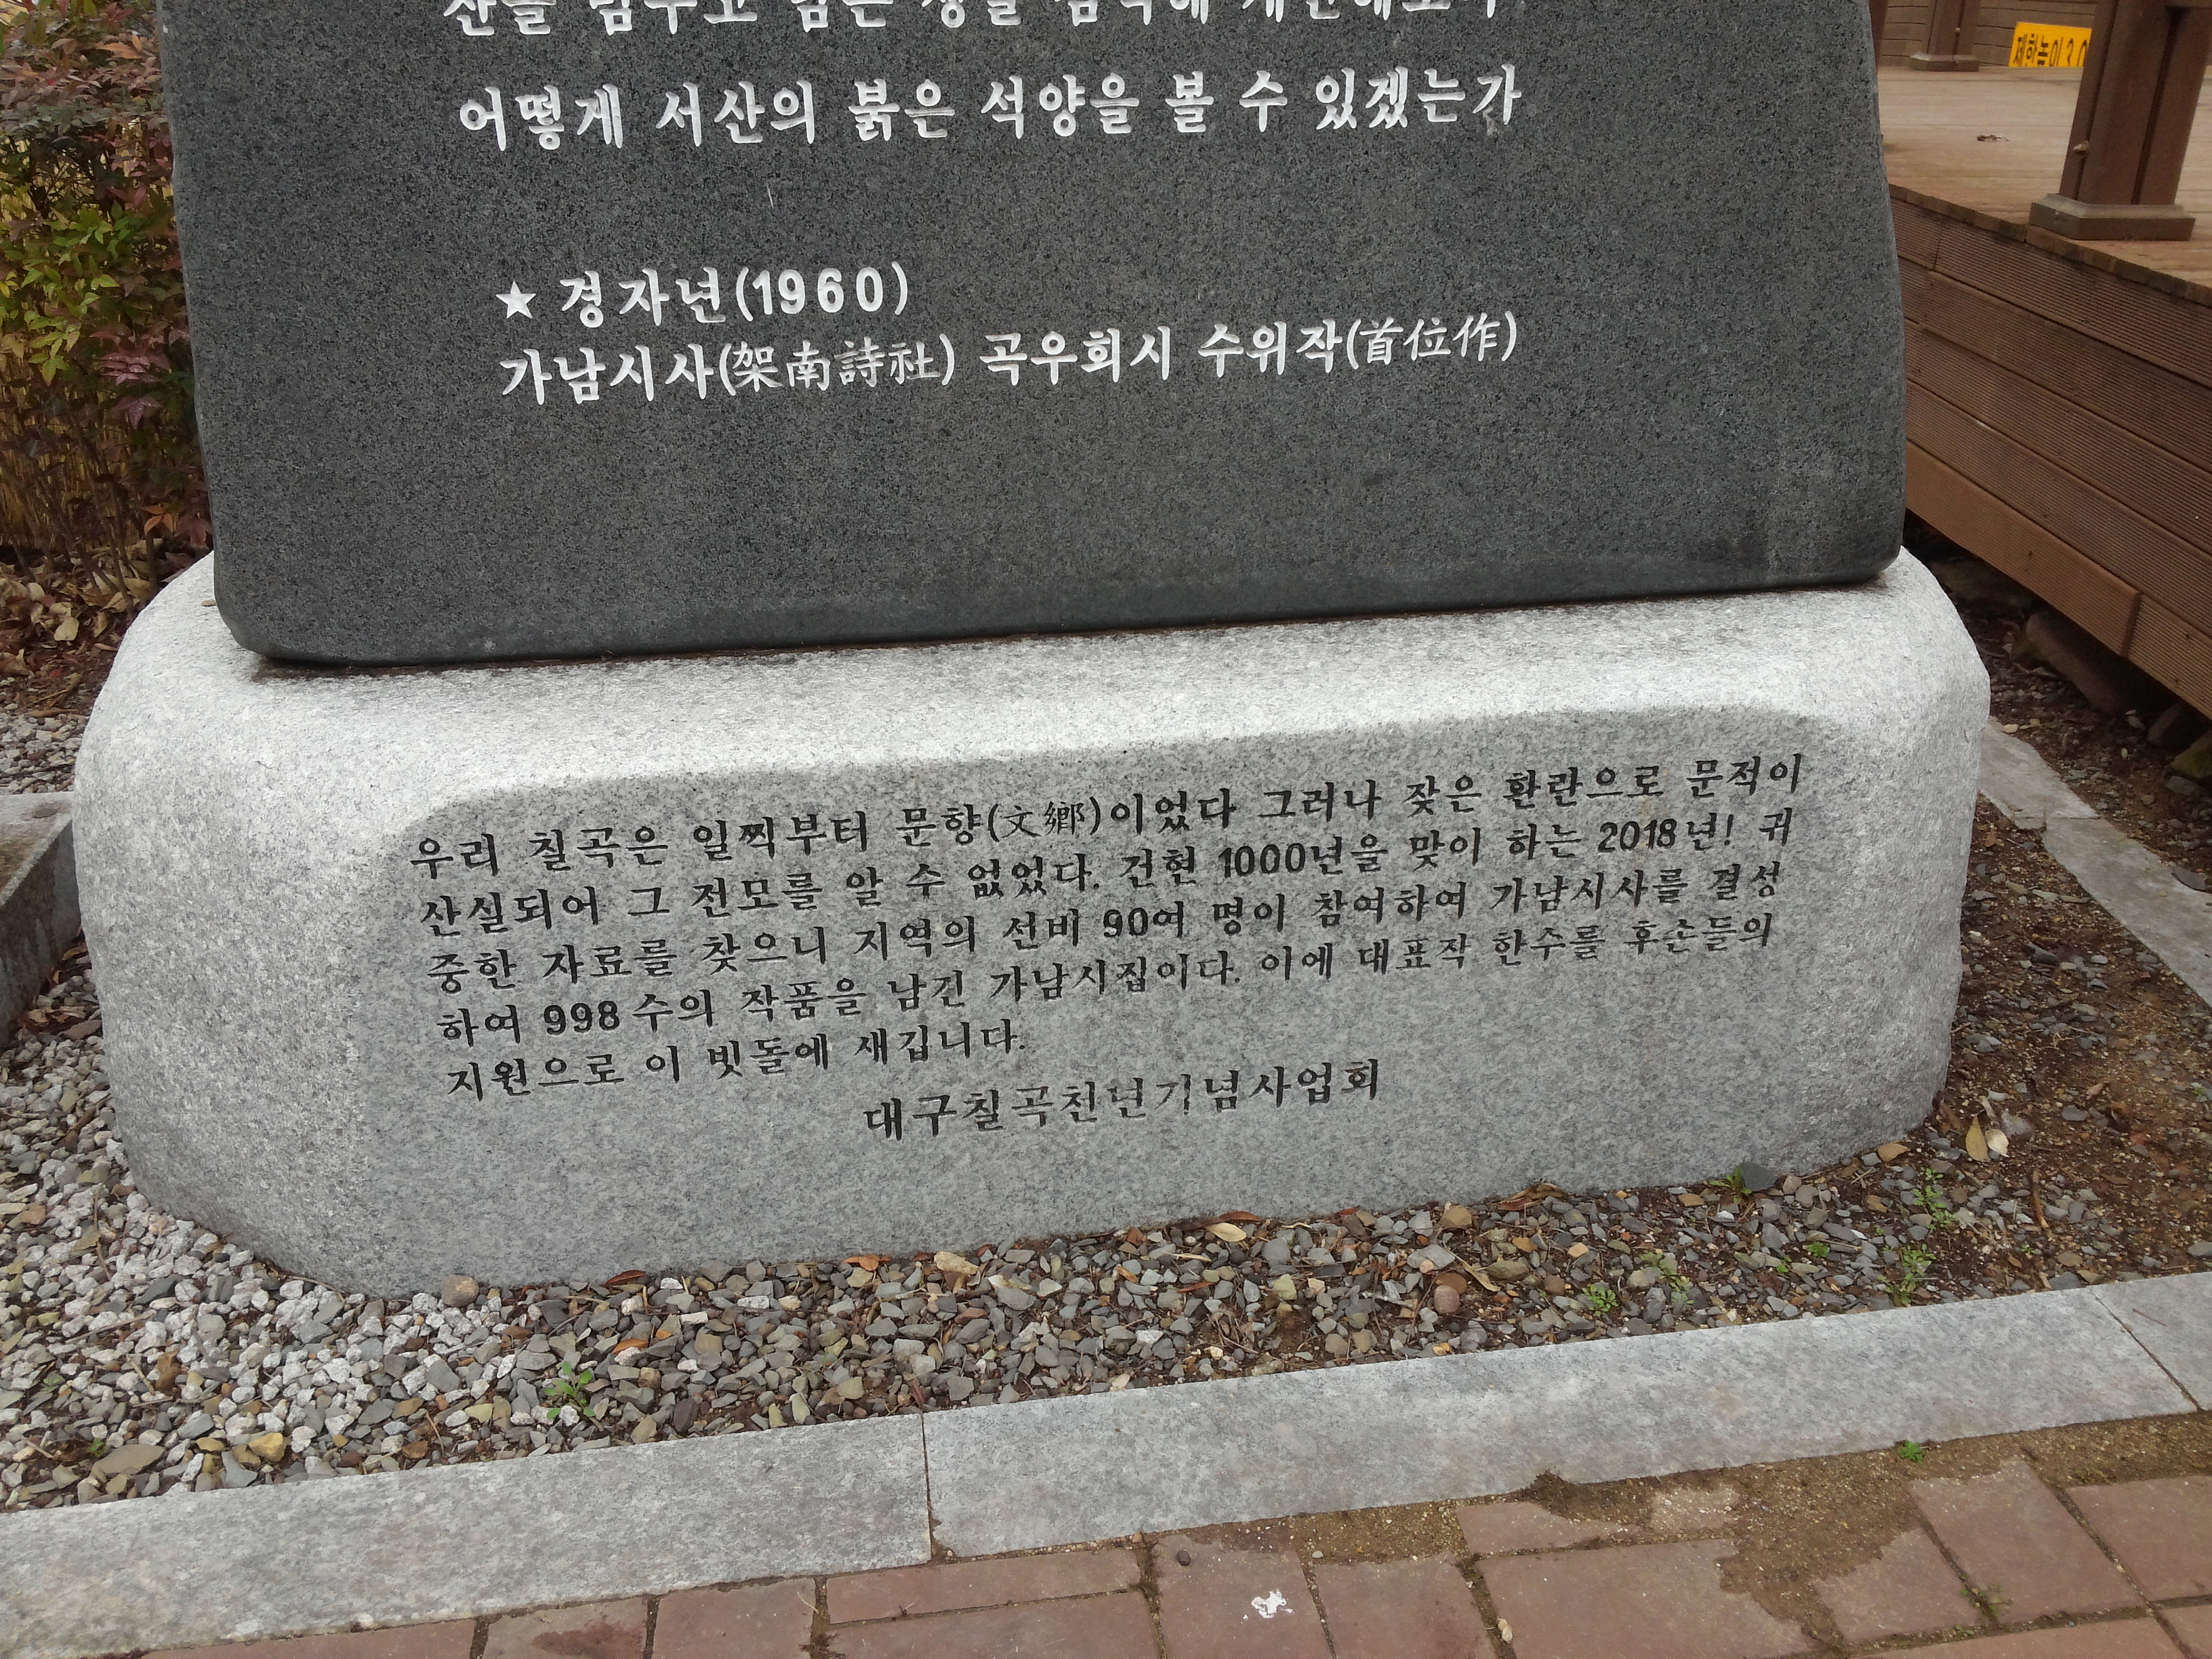 어떻게 서산의 붉은 석양을 볼 수 있겠는가
★ 경자년(1960)
가남시사(架南詩社) 곡우회시 수위작(首位作)
우리 칠곡은 일찍부터 문향(文鄉)이었다 그러나 잦은 환란으로 문적이
산실되어 그 전모를 알 수 없었다. 건현 1000년을 맞이 하는 2018년! 귀
중한 자료를 찾으니 지역의 선비 90여 명이 참여하여 가남시사를 결성
하여 998수의 작품을 남긴 가남시집이다. 이에 대표작 한수를 후손들의
지원으로 이 빗돌에 새깁니다.
대구칠곡천년기념사업회